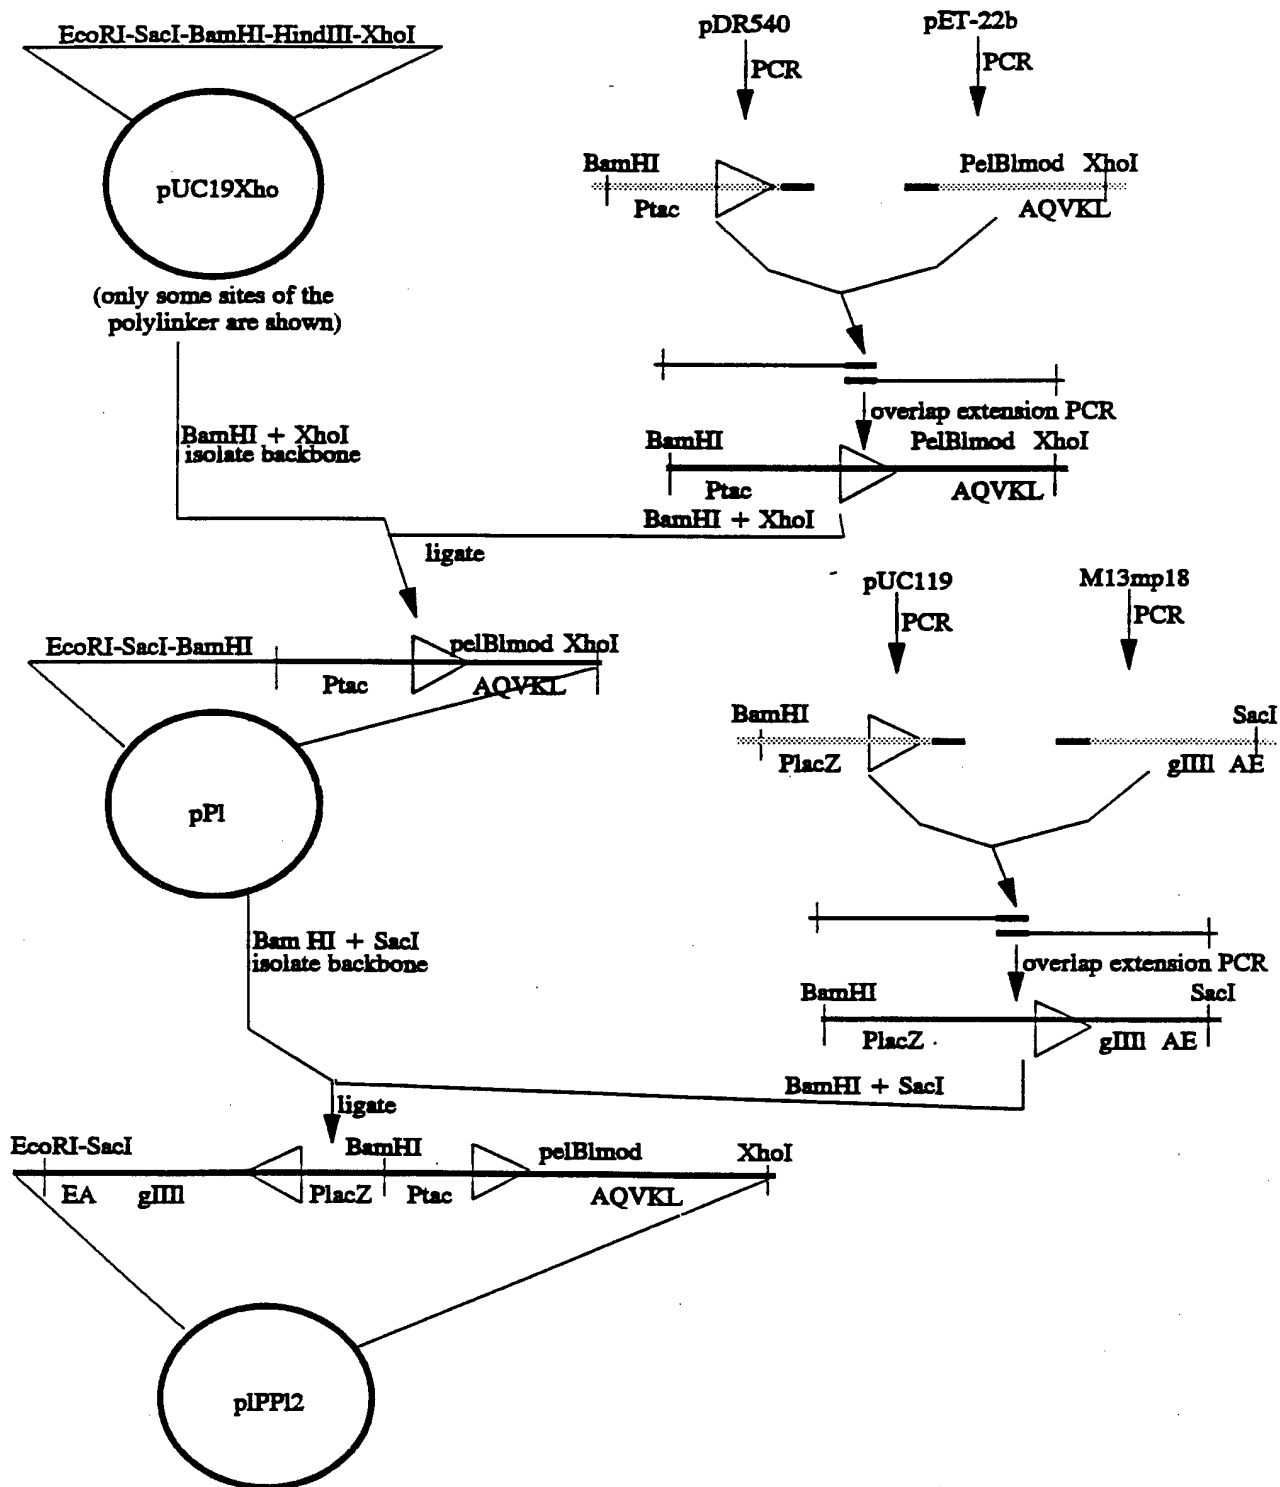 EcoRI-SacI-BamHI-HindIII-XhoI
pUC19Xho
(only some sites of the
polylinker are shown)
pDR540
PCR
pET-22b
PCR
BamHI
Ptac
PelBlmod XhoI
AQVKL
overlap extension PCR
BamHI
PelBlmod XhoI
Ptac
AQVKL
BamHI + XhoI
BamHI + XhoI
isolate backbone
ligate
EcoRI-SacI-BamHI
pelBlmod XhoI
Ptac
AQVKL
pPl
pUC119
PCR
M13mp18
PCR
BamHI
PlacZ
SacI
gIIIl AE
overlap extension PCR
BamHI
SacI
PlacZ
gIIIl AE
BamHI + SacI
Bam HI + SacI
isolate backbone
ligate
EcoRI-SacI
BamHI
pelBlmod
XhoI
EA
gIIIl
PlacZ
Ptac
AQVKL
plPPl2